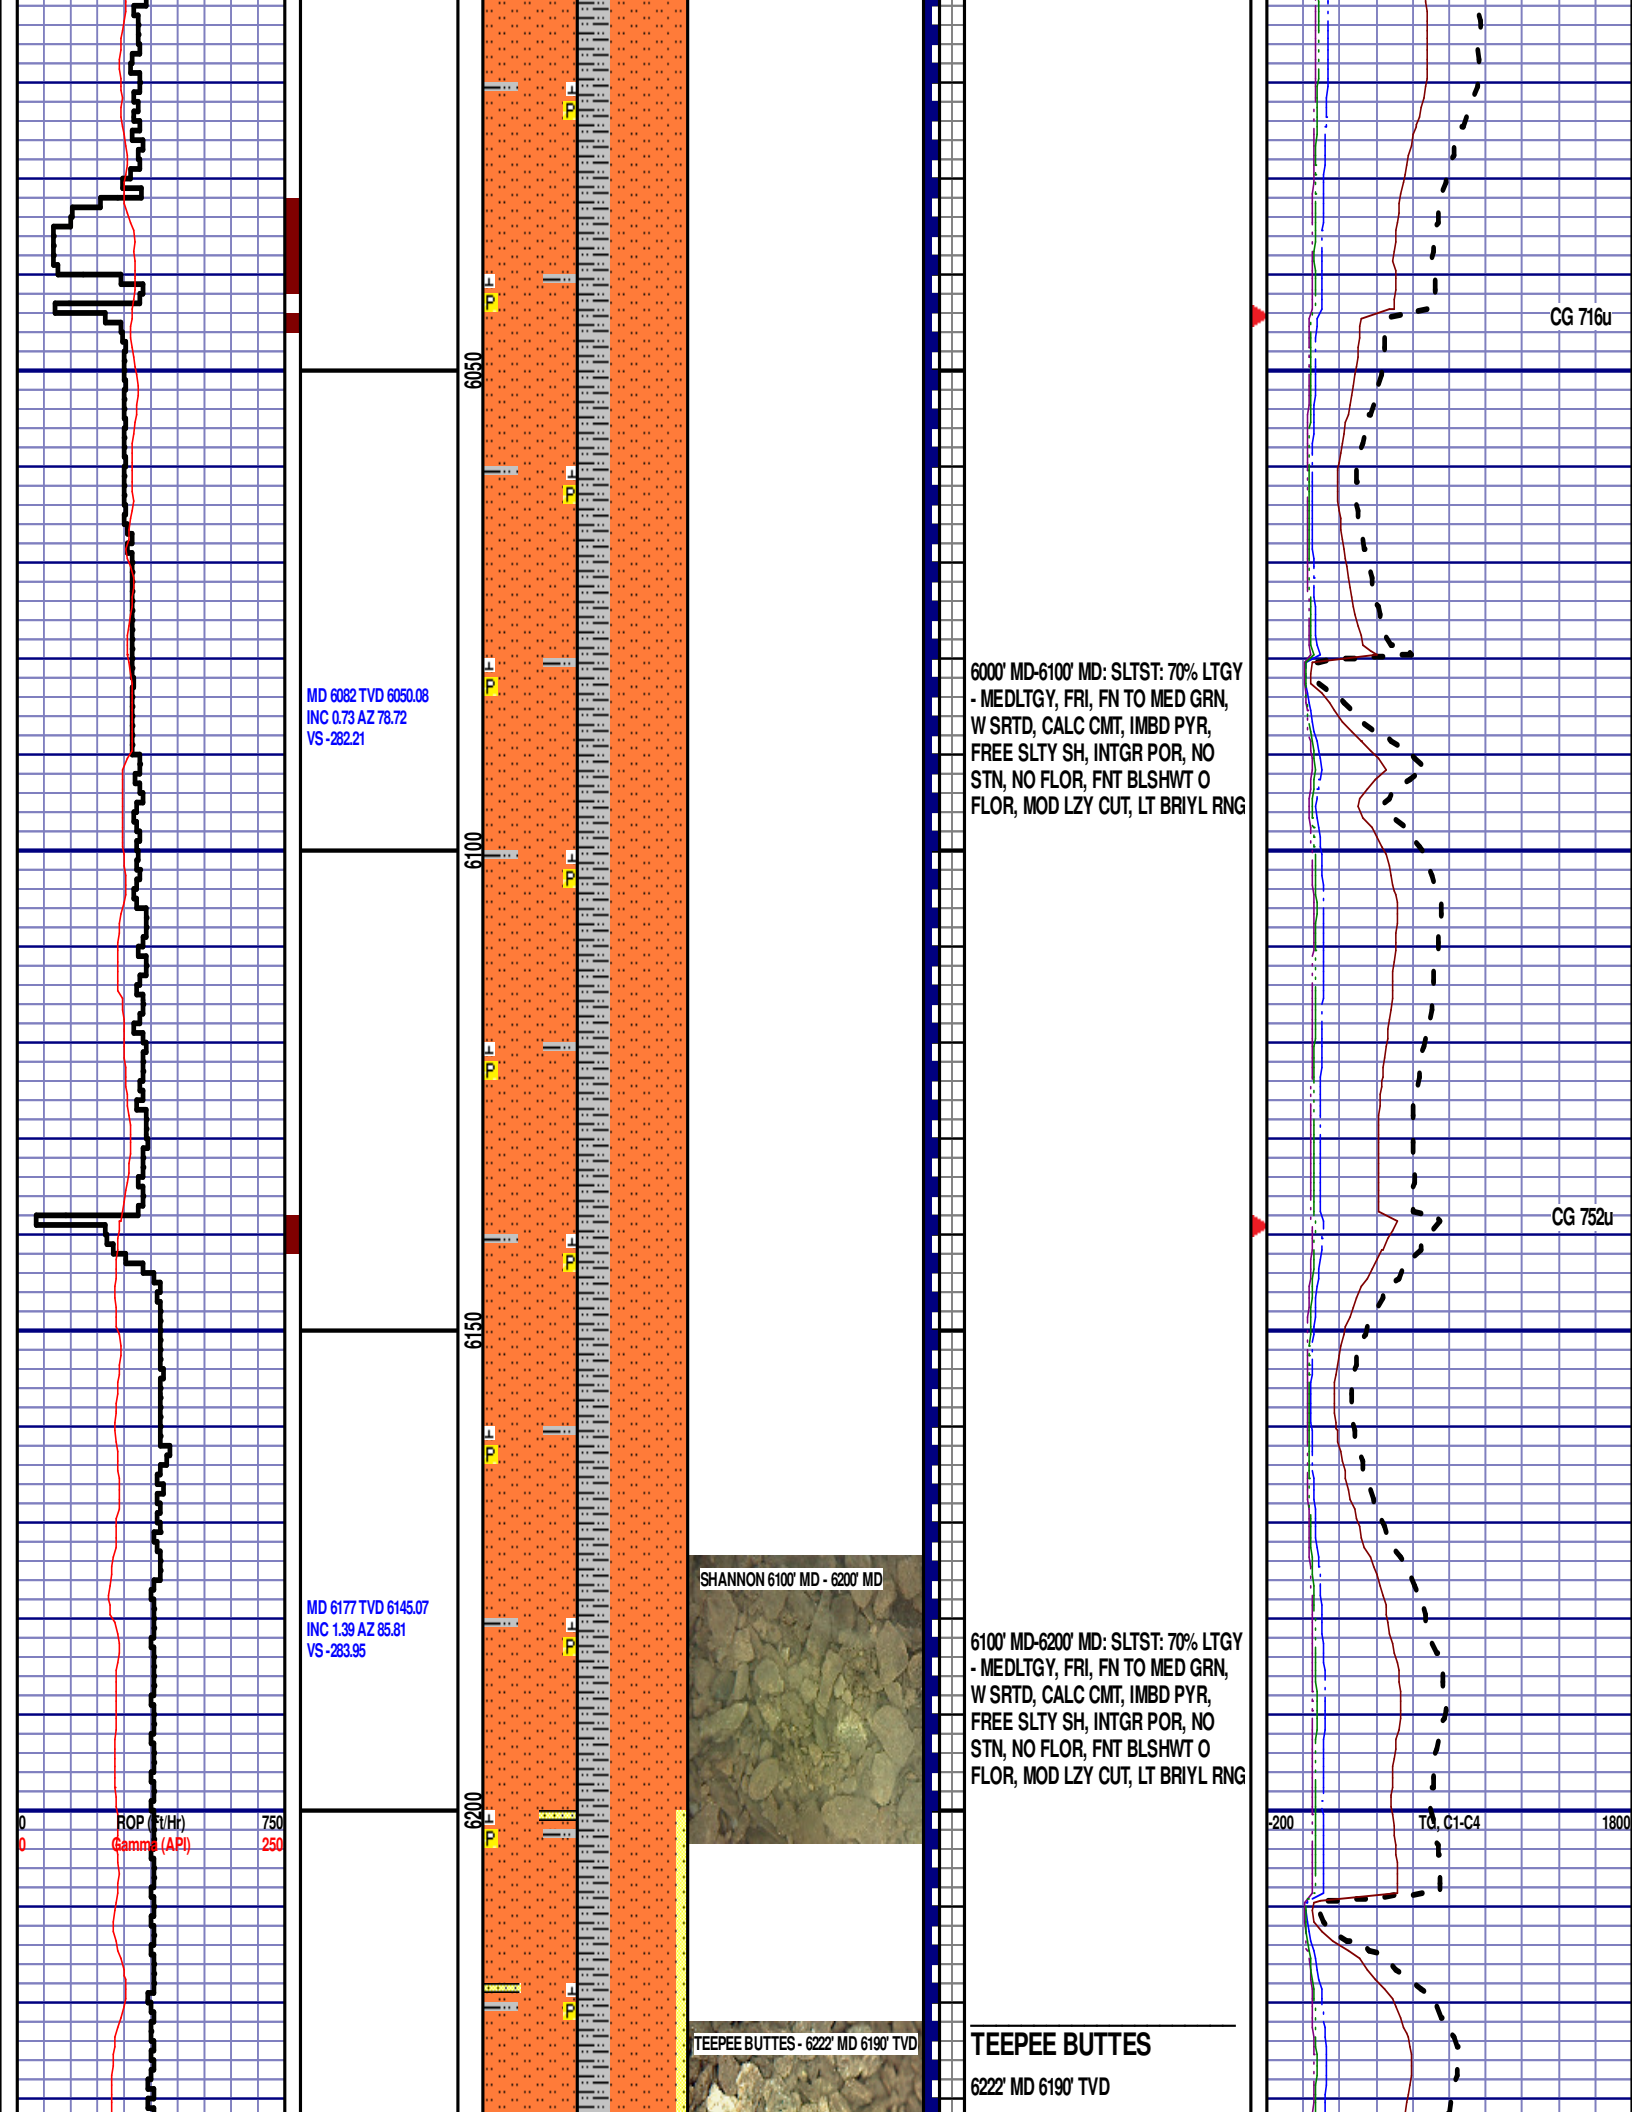 CG 716u
6050
6000' MD-6100' MD: SLTST: 70% LTGY
- MEDLTGY, FRI, FN TO MED GRN,
W SRTD, CALC CMT, IMBD PYR,
FREE SLTY SH, INTGR POR, NO
STN, NO FLOR, FNT BLSHWT O
FLOR, MOD LZY CUT, LT BRIYL RNG
MD 6082 TVD 6050.08
INC 0.73 AZ 78.72
VS -282.21
6100
CG 752u
6150
SHANNON 6100' MD - 6200' MD
MD 6177 TVD 6145.07
INC 1.39 AZ 85.81
VS -283.95
6100' MD-6200' MD: SLTST: 70% LTGY
- MEDLTGY, FRI, FN TO MED GRN,
W SRTD, CALC CMT, IMBD PYR,
FREE SLTY SH, INTGR POR, NO
STN, NO FLOR, FNT BLSHWT O
FLOR, MOD LZY CUT, LT BRIYL RNG
6200
0 ROP (Ft/Hr) 750
0 Gamma (API) 250
-200 TG, C1-C4 1800
TEEPEE BUTTES - 6222' MD 6190' TVD
TEEPEE BUTTES
6222' MD 6190' TVD
P
P
P
P
P
P
P
P
P
P
P